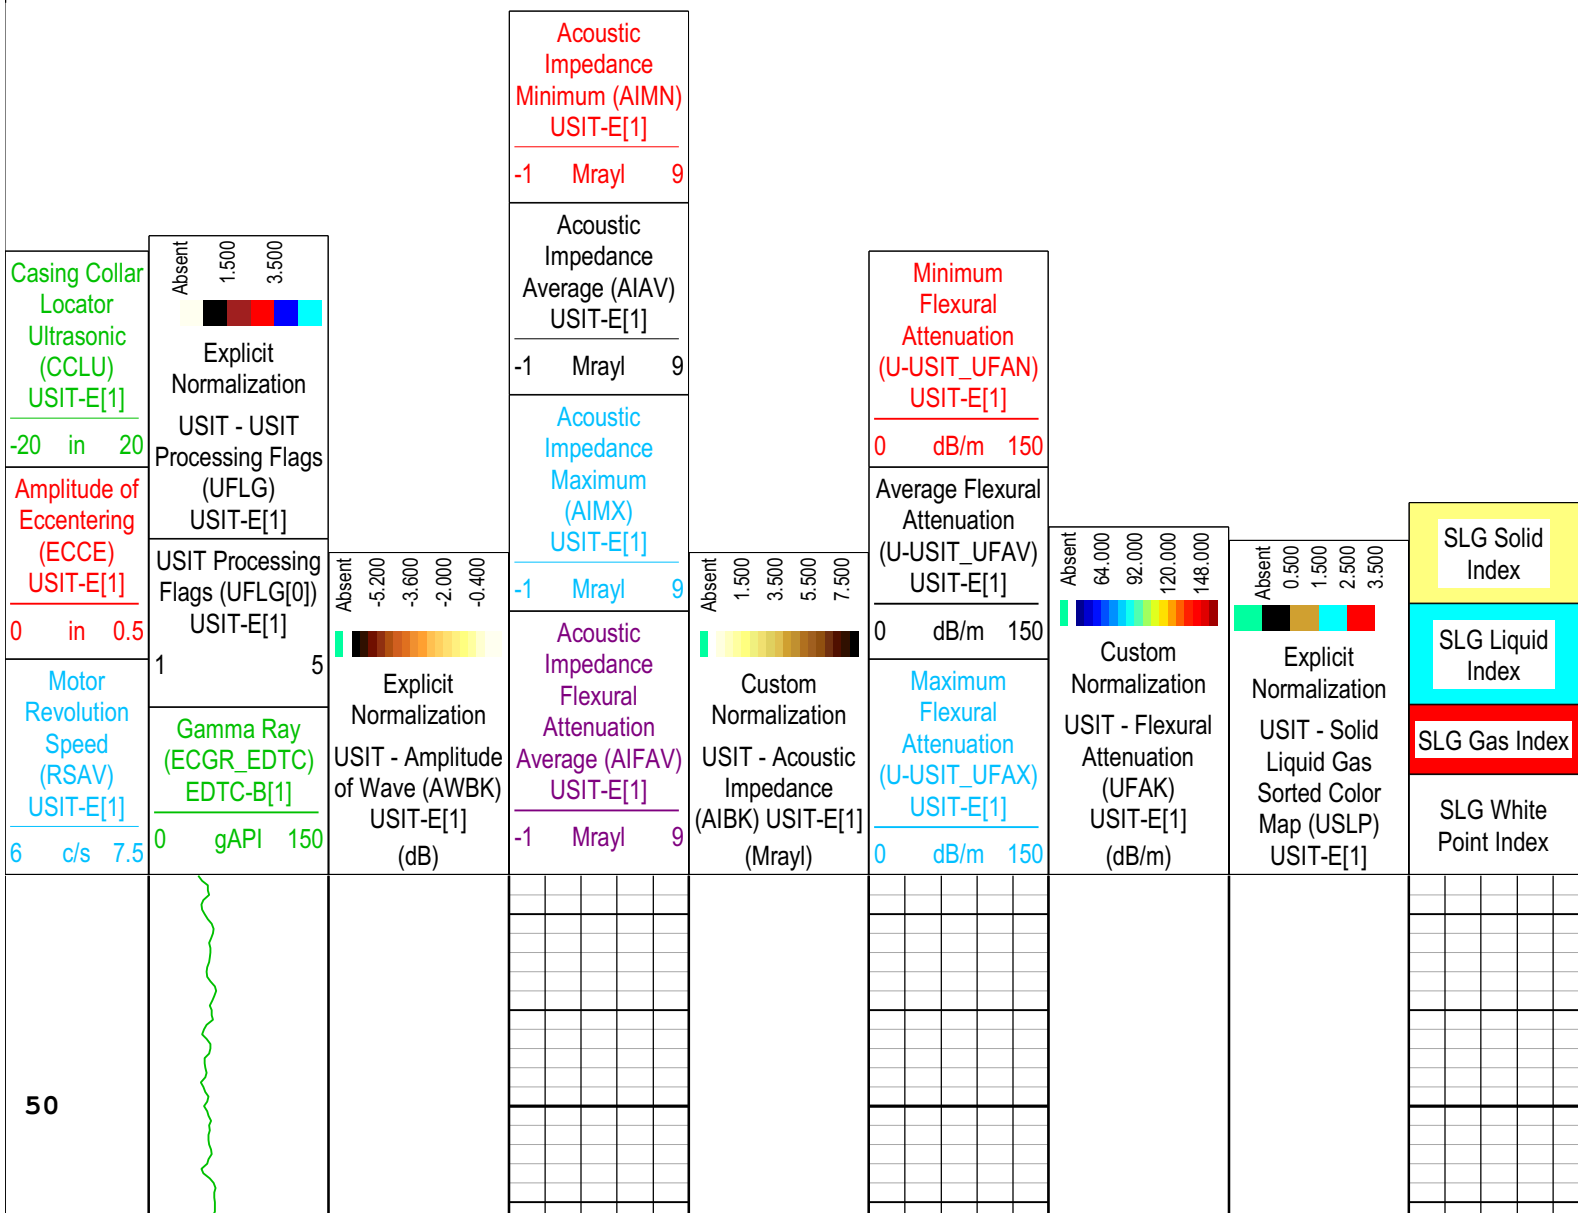 Acoustic
Impedance
Minimum (AIMN)
USIT-E[1]
-1 Mrayl 9
Acoustic
Impedance
Average (AIAV)
USIT-E[1]
-1 Mrayl 9
Acoustic
Impedance
Maximum
(AIMX)
USIT-E[1]
-1 Mrayl 9
Acoustic
Impedance
Flexural
Attenuation
Average (AIFAV)
USIT-E[1]
-1 Mrayl 9
Casing Collar
Locator
Ultrasonic
(CCLU)
USIT-E[1]
-20 in 20
Amplitude of
Eccentering
(ECCE)
USIT-E[1]
0 in 0.5
Motor
Revolution
Speed
(RSAV)
USIT-E[1]
6 c/s 7.5
Absent 1.500 3.500
Explicit
Normalization
USIT - USIT
Processing Flags
(UFLG)
USIT-E[1]
USIT Processing
Flags (UFLG[0])
USIT-E[1]
1 5
Gamma Ray
(ECGR_EDTC)
EDTC-B[1]
0 gAPI 150
Absent -5.200 -3.600 -2.000 -0.400
Explicit
Normalization
USIT - Amplitude
of Wave (AWBK)
USIT-E[1]
(dB)
Absent 1.500 3.500 5.500 7.500
Custom
Normalization
USIT - Acoustic
Impedance
(AIBK) USIT-E[1]
(Mrayl)
Minimum
Flexural
Attenuation
(U-USIT_UFAN)
USIT-E[1]
0 dB/m 150
Average Flexural
Attenuation
(U-USIT_UFAV)
USIT-E[1]
0 dB/m 150
Maximum
Flexural
Attenuation
(U-USIT_UFAX)
USIT-E[1]
0 dB/m 150
Absent 64.000 92.000 120.000 148.000
Custom
Normalization
USIT - Flexural
Attenuation
(UFAK)
USIT-E[1]
(dB/m)
Absent 0.500 1.500 2.500 3.500
Explicit
Normalization
USIT - Solid
Liquid Gas
Sorted Color
Map (USLP)
USIT-E[1]
SLG Solid
Index
SLG Liquid
Index
SLG Gas Index
SLG White
Point Index
50